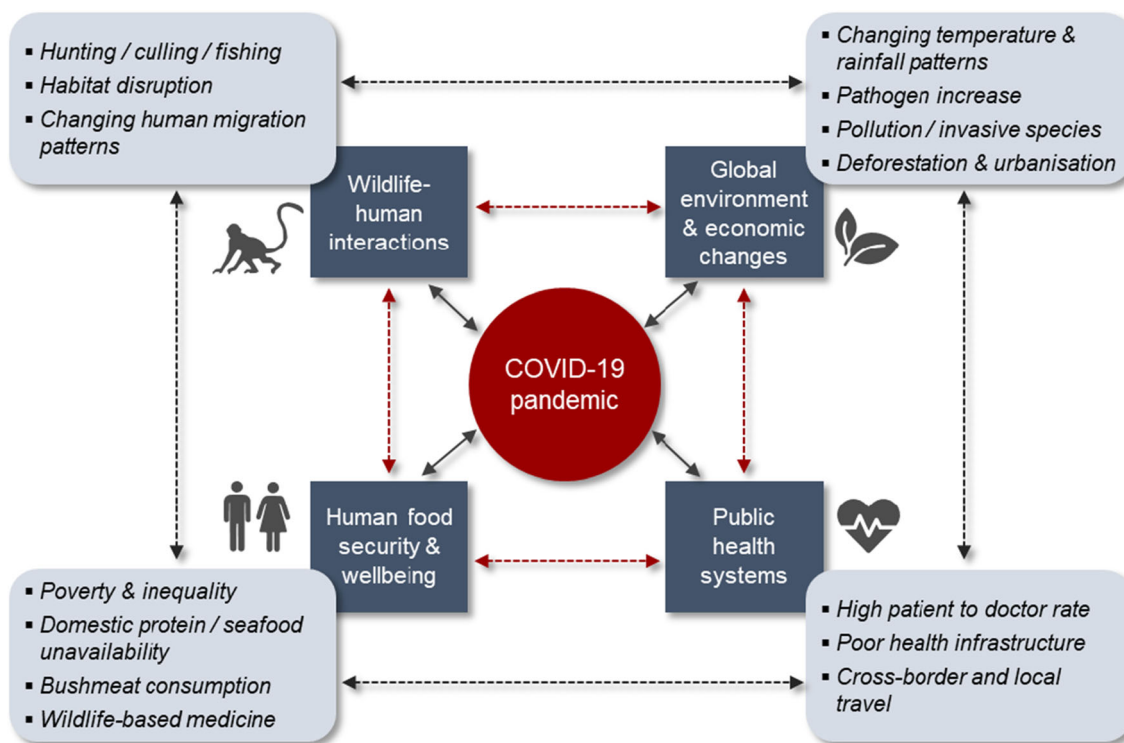 ▪ Hunting / culling / fishing
▪ Habitat disruption
▪ Changing human migration
patterns
▪ Changing temperature &
rainfall patterns
▪ Pathogen increase
▪ Pollution / invasive species
▪ Deforestation & urbanisation
Wildlife-
human
interactions
Global
environment
& economic
changes
COVID-19
pandemic
Human food
security &
wellbeing
Public
health
systems
▪ Poverty & inequality
▪ Domestic protein / seafood
unavailability
▪ Bushmeat consumption
▪ Wildlife-based medicine
▪ High patient to doctor rate
▪ Poor health infrastructure
▪ Cross-border and local
travel